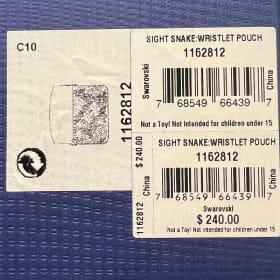 C10
1162812
SIGHT SNAKE:WRISTLET POUCH
1162812
Swarovski
China
7 68549 66439 7
Not a Toy! Not intended for children under 15
1162812
$ 240.00
China
SIGHT SNAKE:WRISTLET POUCH
1162812
7 68549 66439 7
Swarovski
$ 240.00
China
Not a Toy! Not intended for children under 15